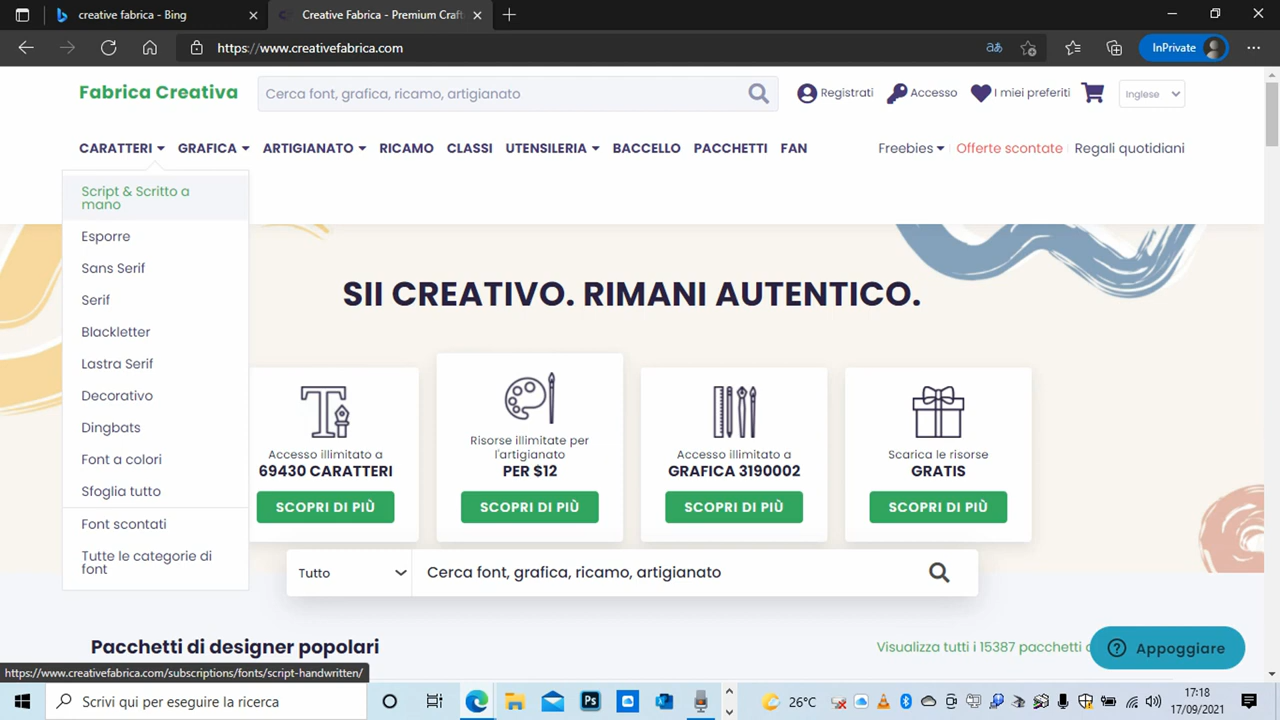 creative fabrica - Bing
Creative Fabrica - Premium Craft
https://www.creativefabrica.com
InPrivate
Fabrica Creativa
Cerca font, grafica, ricamo, artigianato
Registrati
Accesso
I miei preferiti
Inglese
CARATTERI
GRAFICA
ARTIGIANATO
RICAMO
CLASSI
UTENSILERIA
BACCELLO
PACCHETTI
FAN
Freebies
Offerte scontate
Regali quotidiani
Script & Scritto a
mano
Esporre
Sans Serif
Serif
Blackletter
Lastra Serif
Decorativo
Dingbats
Font a colori
Sfoglia tutto
Font scontati
Tutte le categorie di
font
SII CREATIVO. RIMANI AUTENTICO.
Accesso illimitato a
69430 CARATTERI
SCOPRI DI PIÙ
Risorse illimitate per
l'artigianato
PER $12
SCOPRI DI PIÙ
Accesso illimitato a
GRAFICA 3190002
SCOPRI DI PIÙ
Scarica le risorse
GRATIS
SCOPRI DI PIÙ
Tutto
Cerca font, grafica, ricamo, artigianato
Pacchetti di designer popolari
Visualizza tutti i 15387 pacchetti
Appoggiare
https://www.creativefabrica.com/subscriptions/fonts/script-handwritten/
Scrivi qui per eseguire la ricerca
Ps
26°C
17:18
17/09/2021